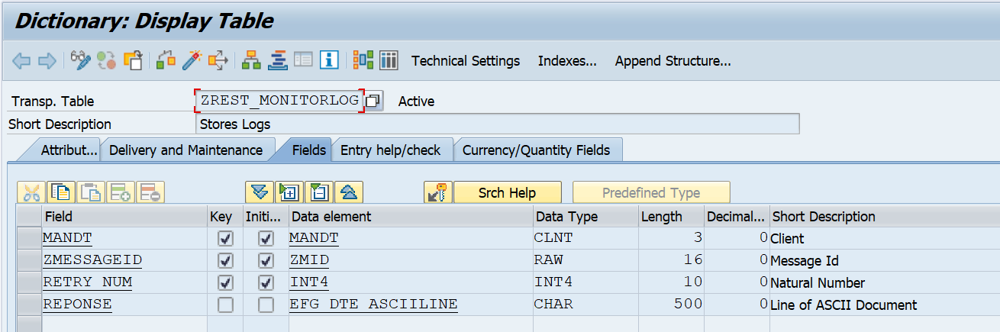 Dictionary: Display Table
Technical Settings Indexes... Append Structure...
Transp. Table ZREST_MONITORLOG Active
Short Description Stores Logs
Attribut... Delivery and Maintenance Fields Entry help/check Currency/Quantity Fields
Srch Help Predefined Type
Field Key Initi... Data element Data Type Length Decimal... Short Description
MANDT MANDT CLNT 3 0 Client
ZMESSAGEID ZMID RAW 16 0 Message Id
RETRY_NUM INT4 INT4 10 0 Natural Number
REPONSE EFG_DTE_ASCIILINE CHAR 500 0 Line of ASCII Document